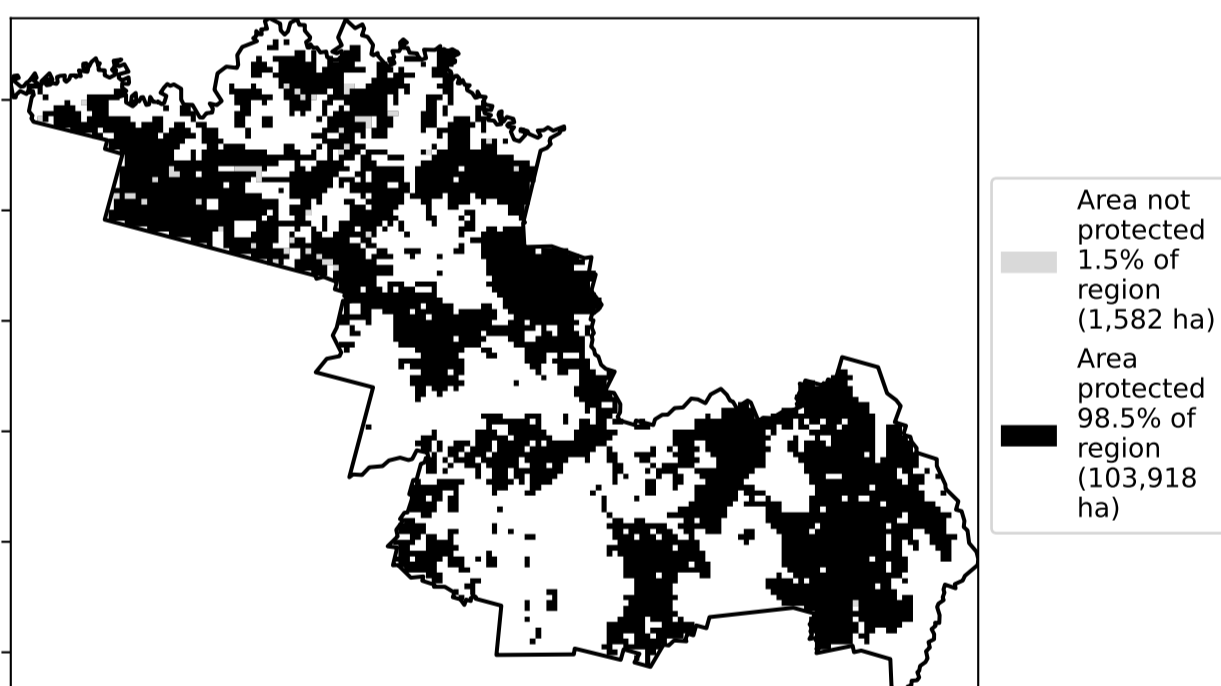 Area not
protected
1.5% of
region
(1,582 ha)
Area
protected
98.5% of
region
(103,918
ha)